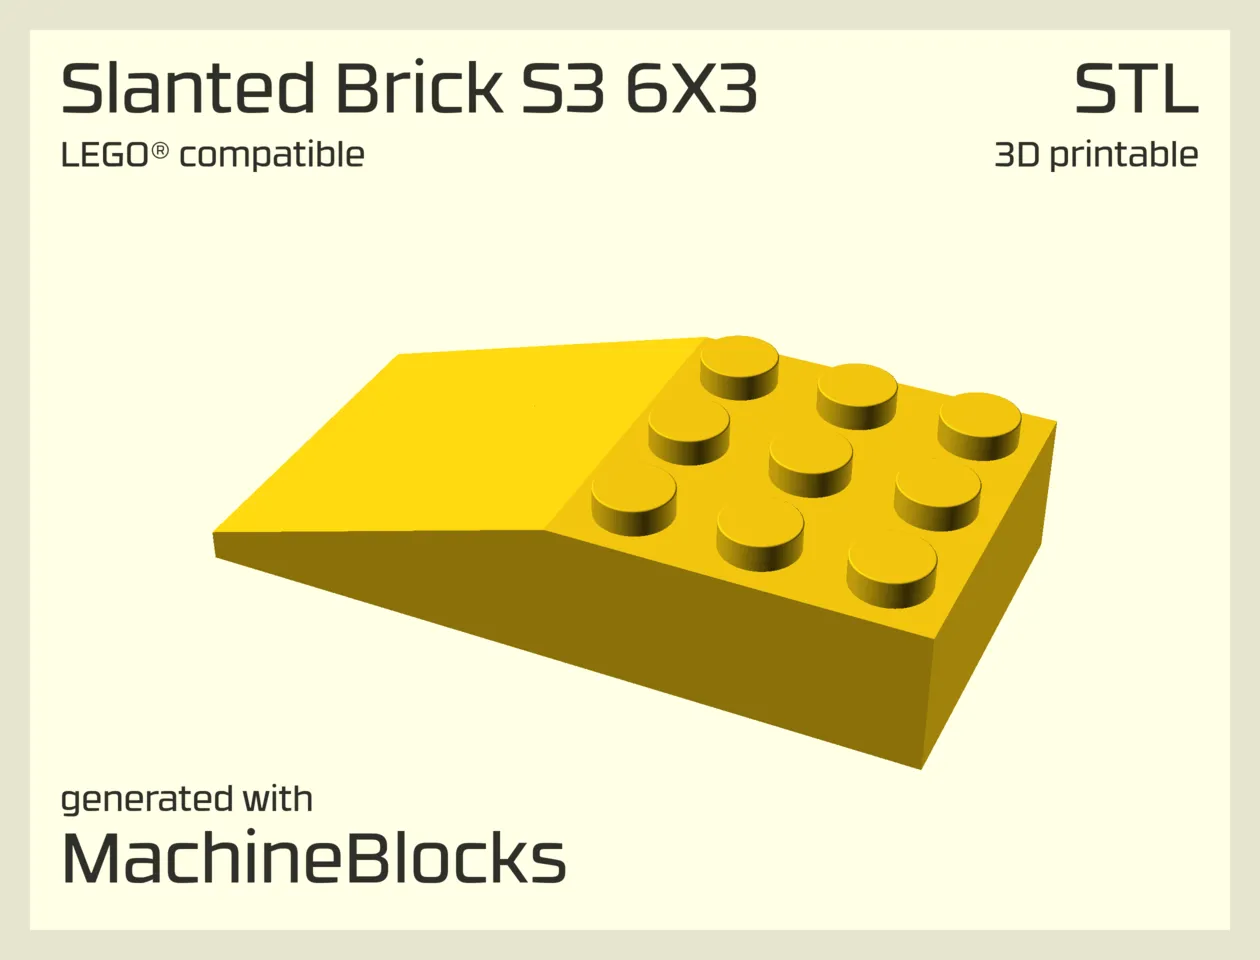 Slanted Brick S3 6X3
STL
LEGO® compatible
3D printable
generated with
MachineBlocks